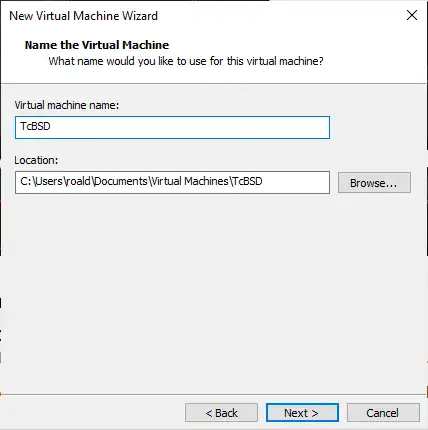 New Virtual Machine Wizard
Name the Virtual Machine
What name would you like to use for this virtual machine?
Virtual machine name:
TcBSD
Location:
C:\Users\roald\Documents\Virtual Machines\TcBSD
Browse...
< Back
Next >
Cancel